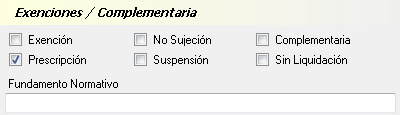 Exenciones / Complementaria
Exención No Sujeción Complementaria
Prescripción Suspensión Sin Liquidación
Fundamento Normativo